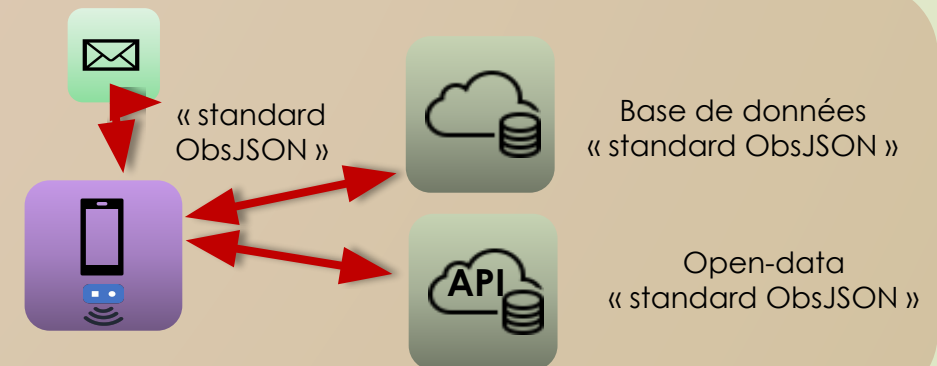 « standard
ObsJSON »
Base de données
« standard ObsJSON »
API
Open-data
« standard ObsJSON »